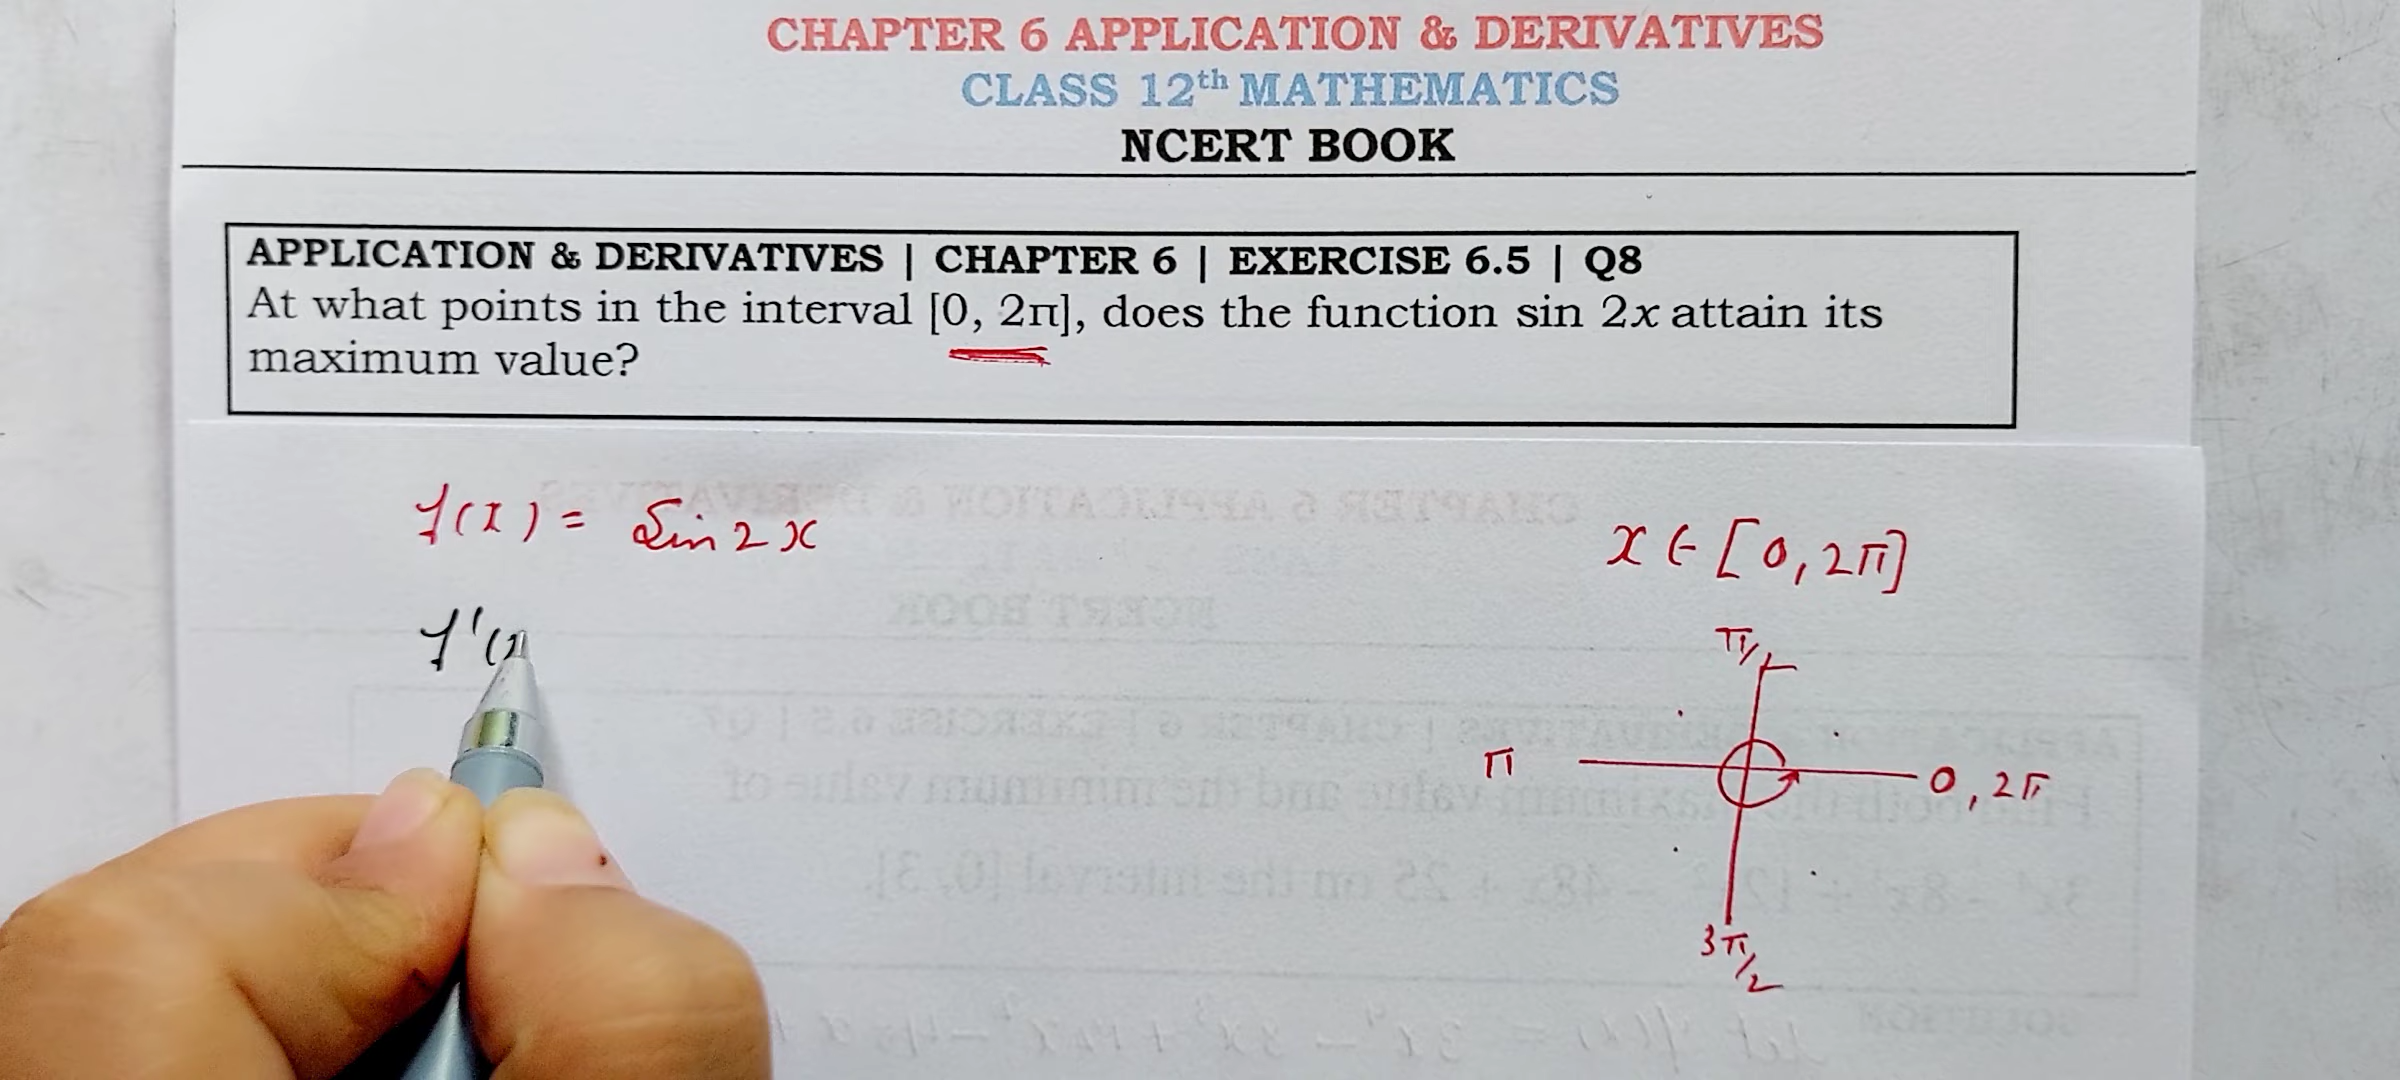 CHAPTER 6 APPLICATION & DERIVATIVES
CLASS 12th MATHEMATICS
NCERT BOOK
APPLICATION & DERIVATIVES | CHAPTER 6 | EXERCISE 6.5 | Q8
At what points in the interval [0, 2π], does the function sin 2x attain its
maximum value?
f(x) = Sin 2x
x ∈ [0, 2π]
f'(
π/2
π
0, 2π
3π/2